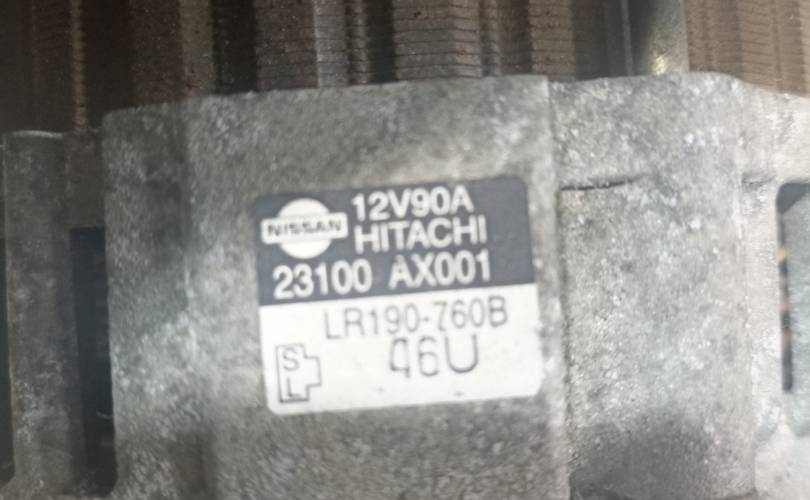 12V90A
NISSAN
HITACHI
23100 AX001
LR190-760B
46U
S
L